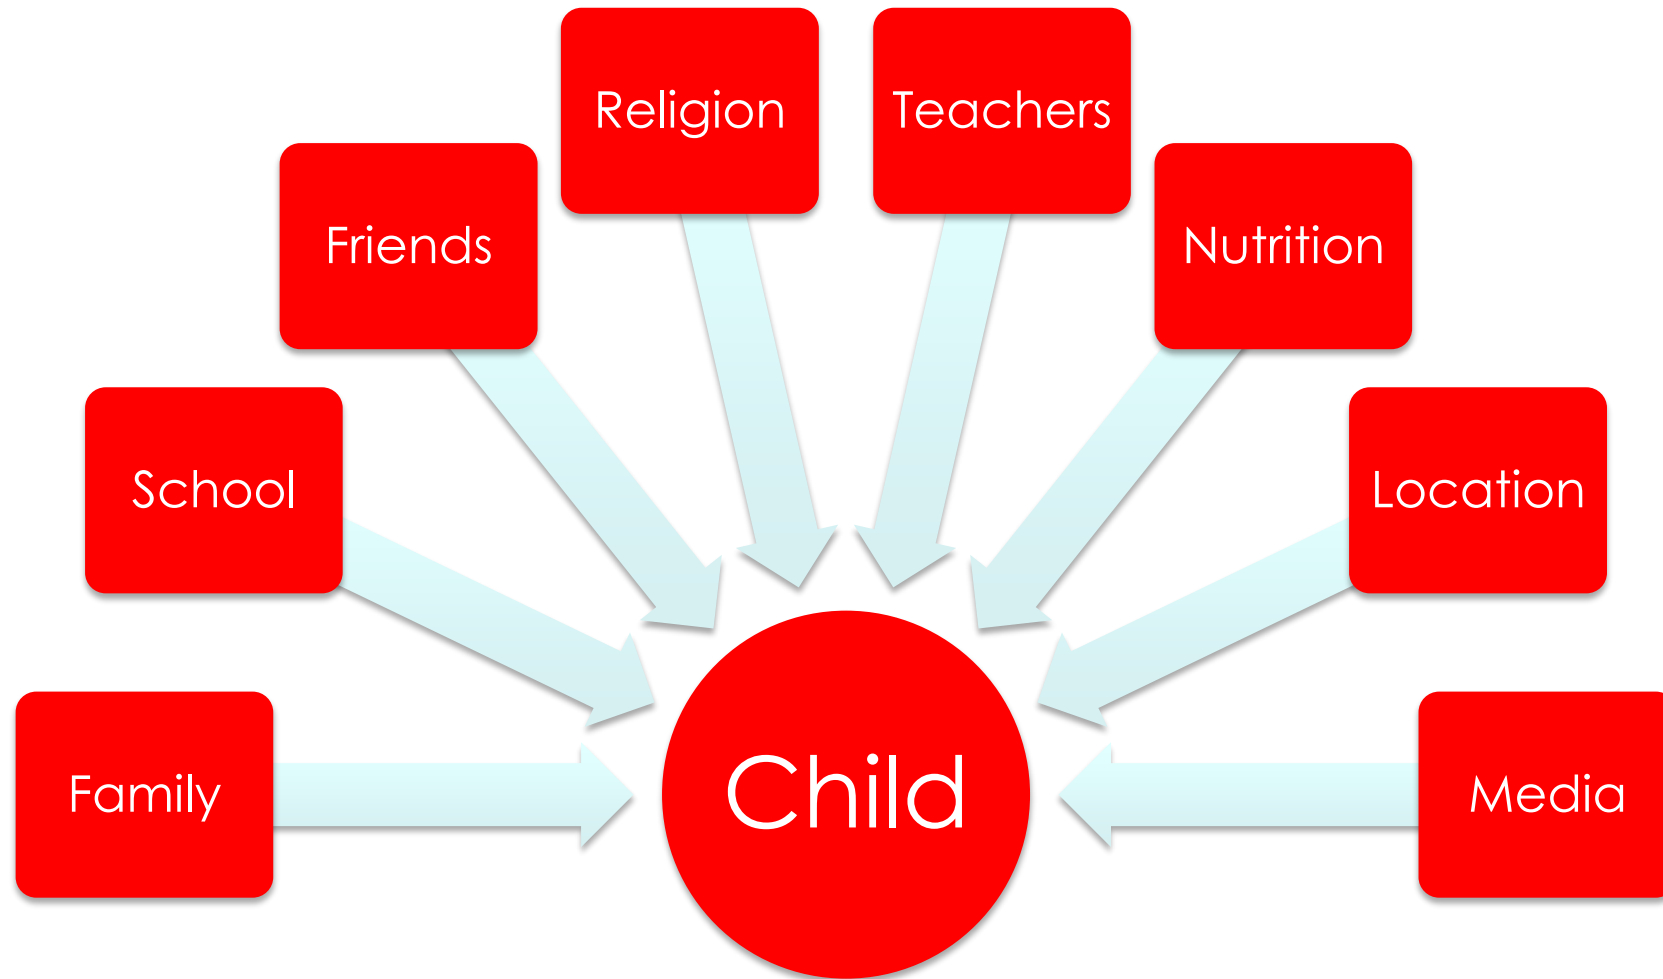 Religion
Teachers
Friends
Nutrition
School
Location
Family
Child
Media